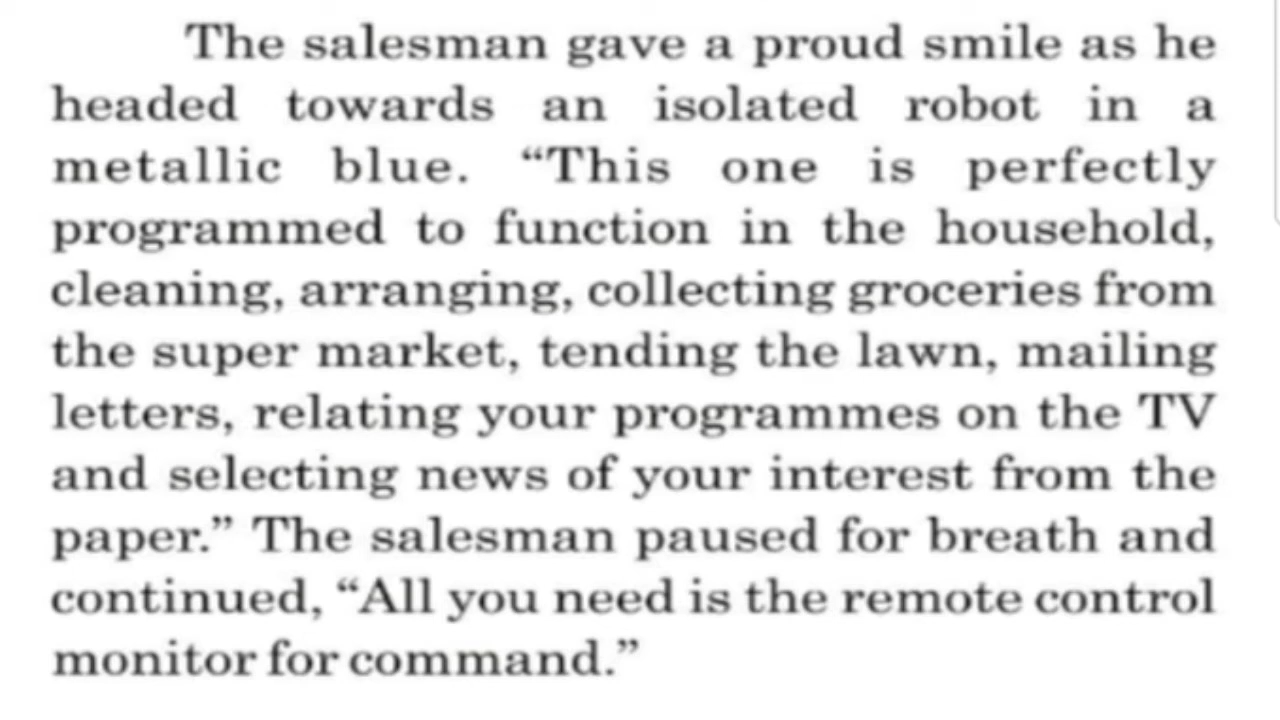 The salesman gave a proud smile as he
headed towards an isolated robot in a
metallic blue. “This one is perfectly
programmed to function in the household,
cleaning, arranging, collecting groceries from
the super market, tending the lawn, mailing
letters, relating your programmes on the TV
and selecting news of your interest from the
paper.” The salesman paused for breath and
continued, “All you need is the remote control
monitor for command.”